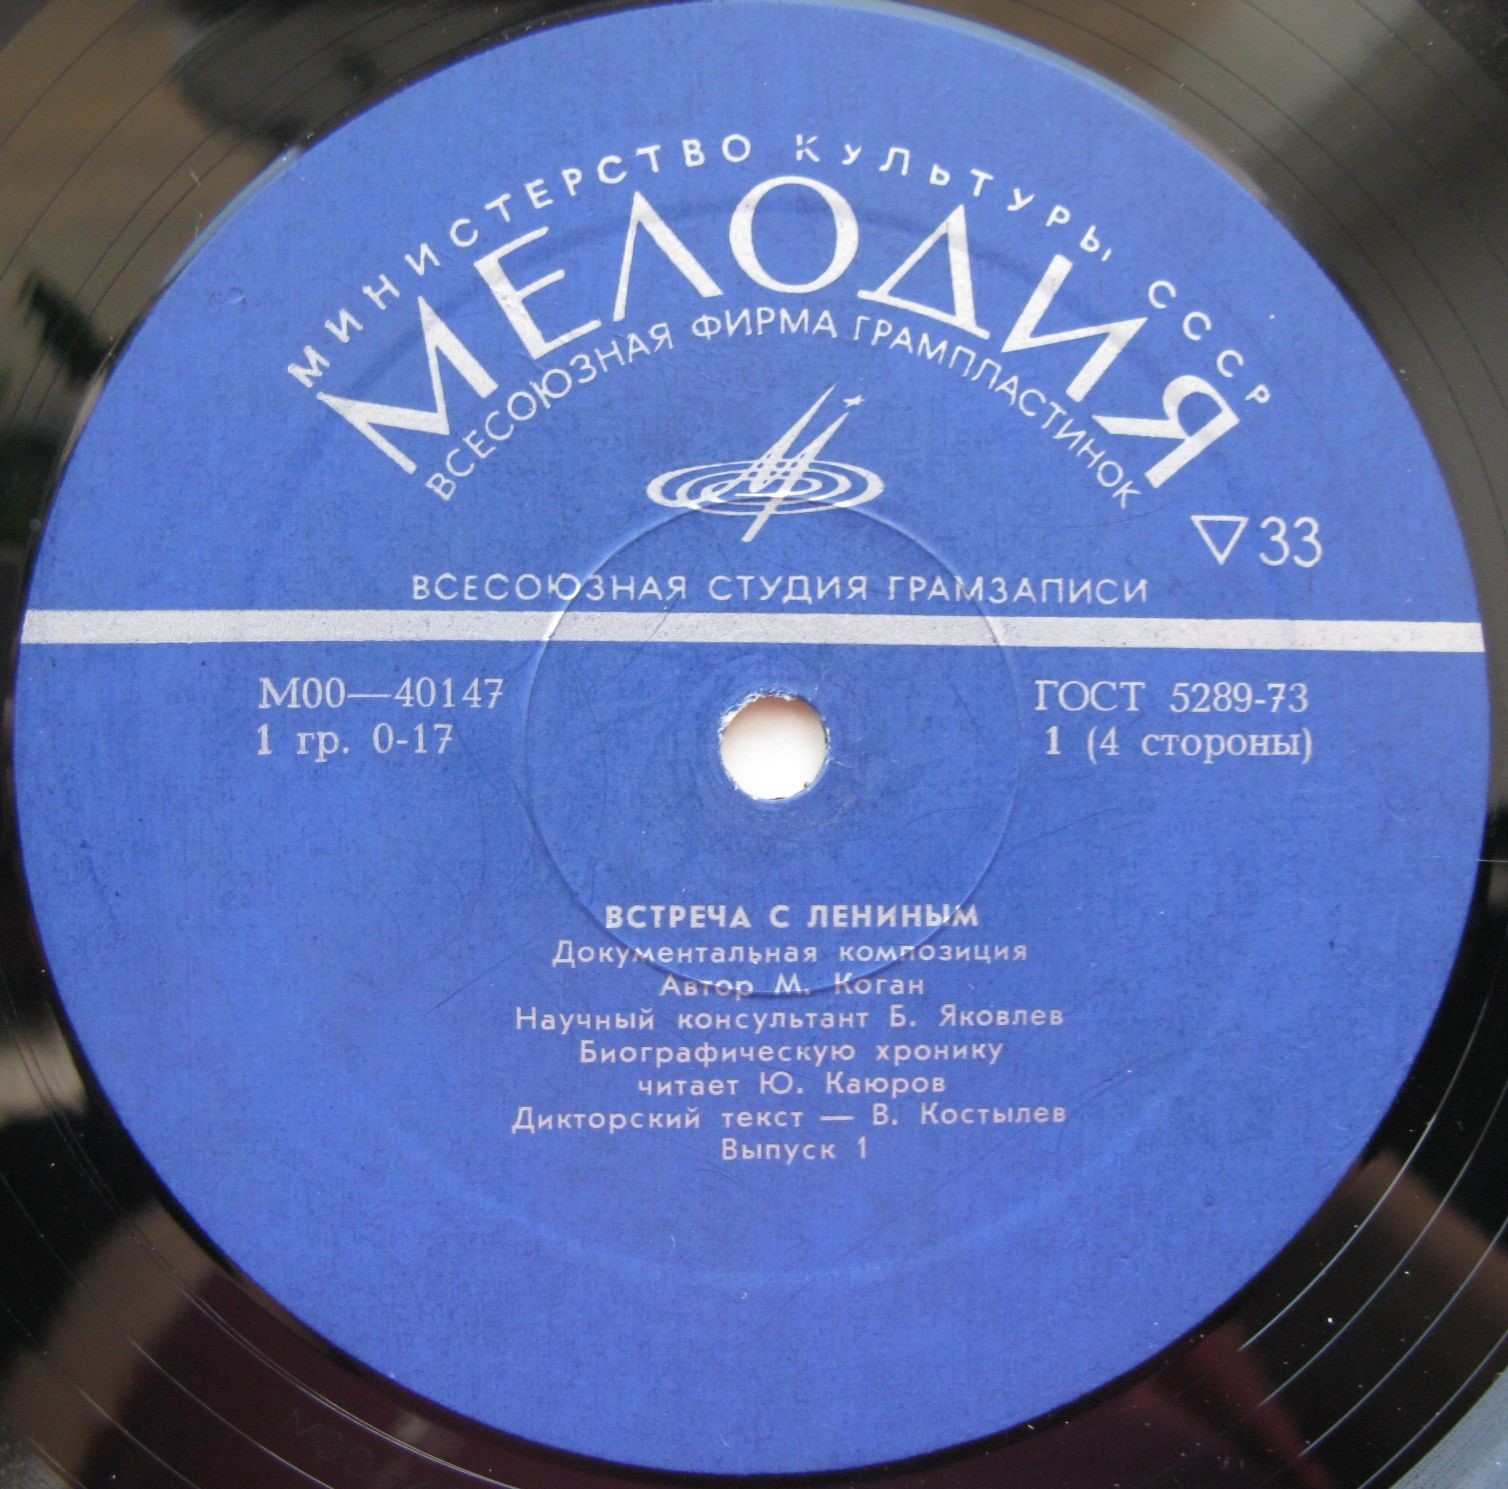 МИНИСТЕРСТВО КУЛЬТУРЫ СССР
МЕЛОДИЯ
ВСЕСОЮЗНАЯ ФИРМА ГРАМПЛАСТИНОК
▽33
ВСЕСОЮЗНАЯ СТУДИЯ ГРАМЗАПИСИ
М00—40147
1 гр. 0-17
ГОСТ 5289-73
1 (4 стороны)
ВСТРЕЧА С ЛЕНИНЫМ
Документальная композиция
Автор М. Коган
Научный консультант Б. Яковлев
Биографическую хронику
читает Ю. Каюров
Дикторский текст — В. Костылев
Выпуск 1